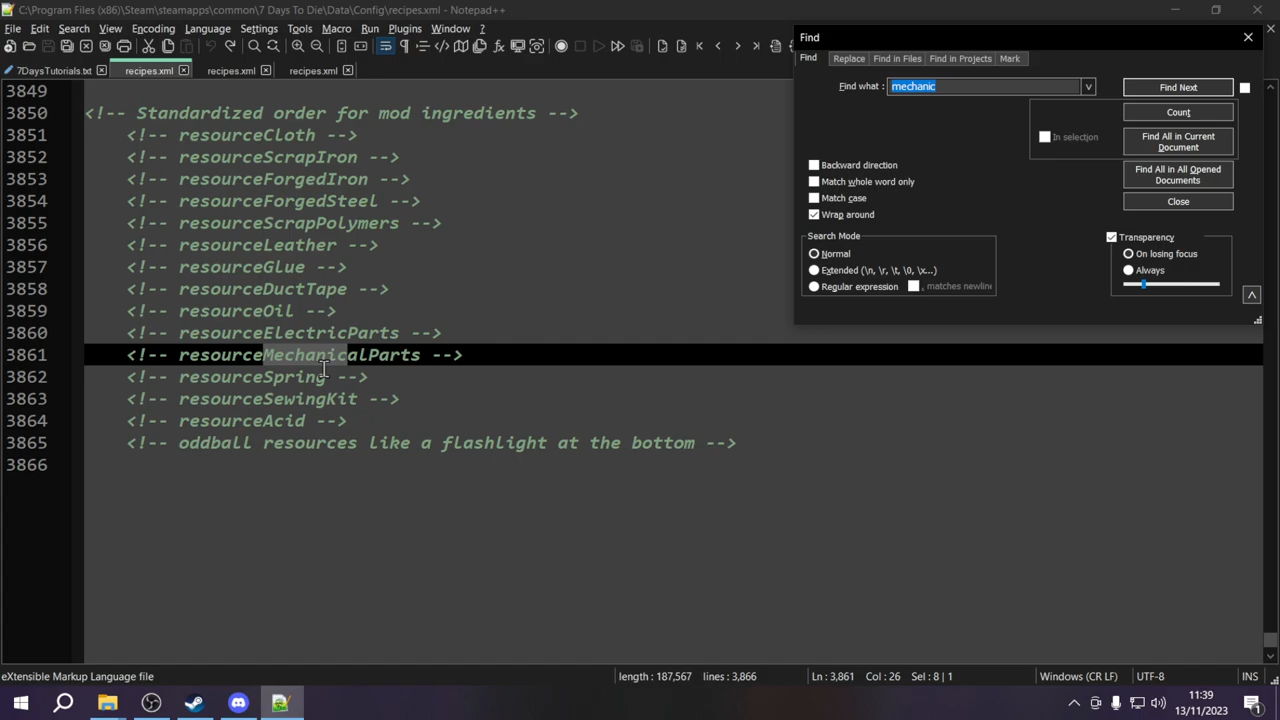 C:\Program Files (x86)\Steam\steamapps\common\7 Days To Die\Data\Config\recipes.xml - Notepad++
File Edit Search View Encoding Language Settings Tools Macro Run Plugins Window ?
7DaysTutorials.txt recipes.xml recipes.xml recipes.xml
3849
3850 <!-- Standardized order for mod ingredients -->
3851 <!-- resourceCloth -->
3852 <!-- resourceScrapIron -->
3853 <!-- resourceForgedIron -->
3854 <!-- resourceForgedSteel -->
3855 <!-- resourceScrapPolymers -->
3856 <!-- resourceLeather -->
3857 <!-- resourceGlue -->
3858 <!-- resourceDuctTape -->
3859 <!-- resourceOil -->
3860 <!-- resourceElectricParts -->
3861 <!-- resourceMechanicalParts -->
3862 <!-- resourceSpring -->
3863 <!-- resourceSewingKit -->
3864 <!-- resourceAcid -->
3865 <!-- oddball resources like a flashlight at the bottom -->
3866
Find
Find Replace Find in Files Find in Projects Mark
Find what : mechanic
Find Next
Count
In selection
Find All in Current Document
Find All in All Opened Documents
Close
Backward direction
Match whole word only
Match case
Wrap around
Search Mode
Normal
Extended (\n, \r, \t, \0, \x...)
Regular expression . matches newline
Transparency
On losing focus
Always
eXtensible Markup Language file length : 187,567 lines : 3,866 Ln : 3,861 Col : 26 Sel : 8 | 1 Windows (CR LF) UTF-8 INS
11:39
13/11/2023
1